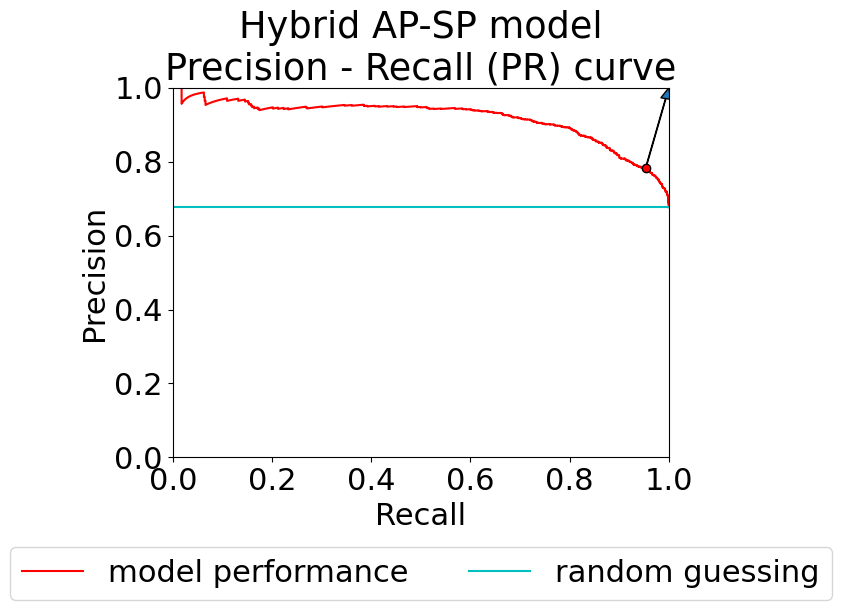 Hybrid AP-SP model
Precision - Recall (PR) curve
1.0
0.8
0.6
0.4
0.2
0.0
Precision
0.0 0.2 0.4 0.6 0.8 1.0
Recall
model performance random guessing